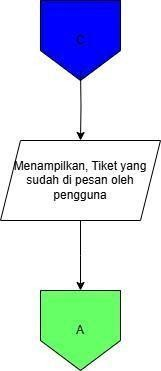 C
Menampilkan, Tiket yang
sudah di pesan oleh
pengguna
A